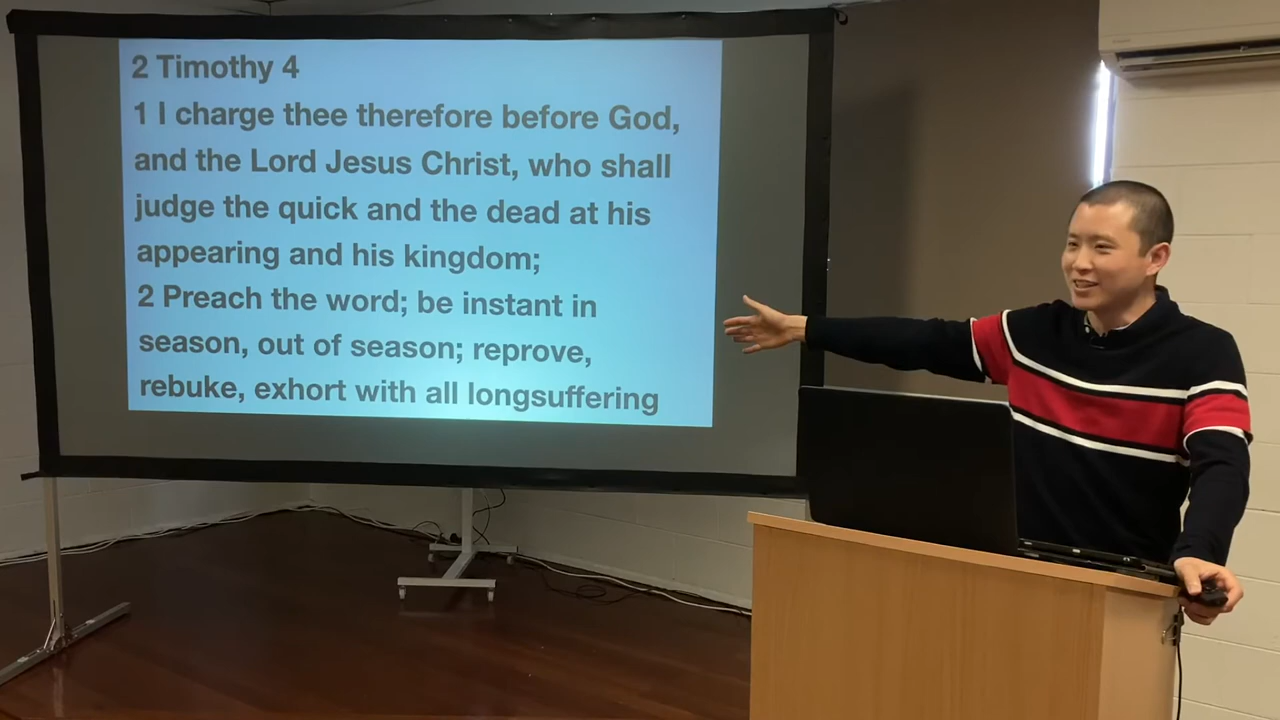 2 Timothy 4
1 I charge thee therefore before God,
and the Lord Jesus Christ, who shall
judge the quick and the dead at his
appearing and his kingdom;
2 Preach the word; be instant in
season, out of season; reprove,
rebuke, exhort with all longsuffering